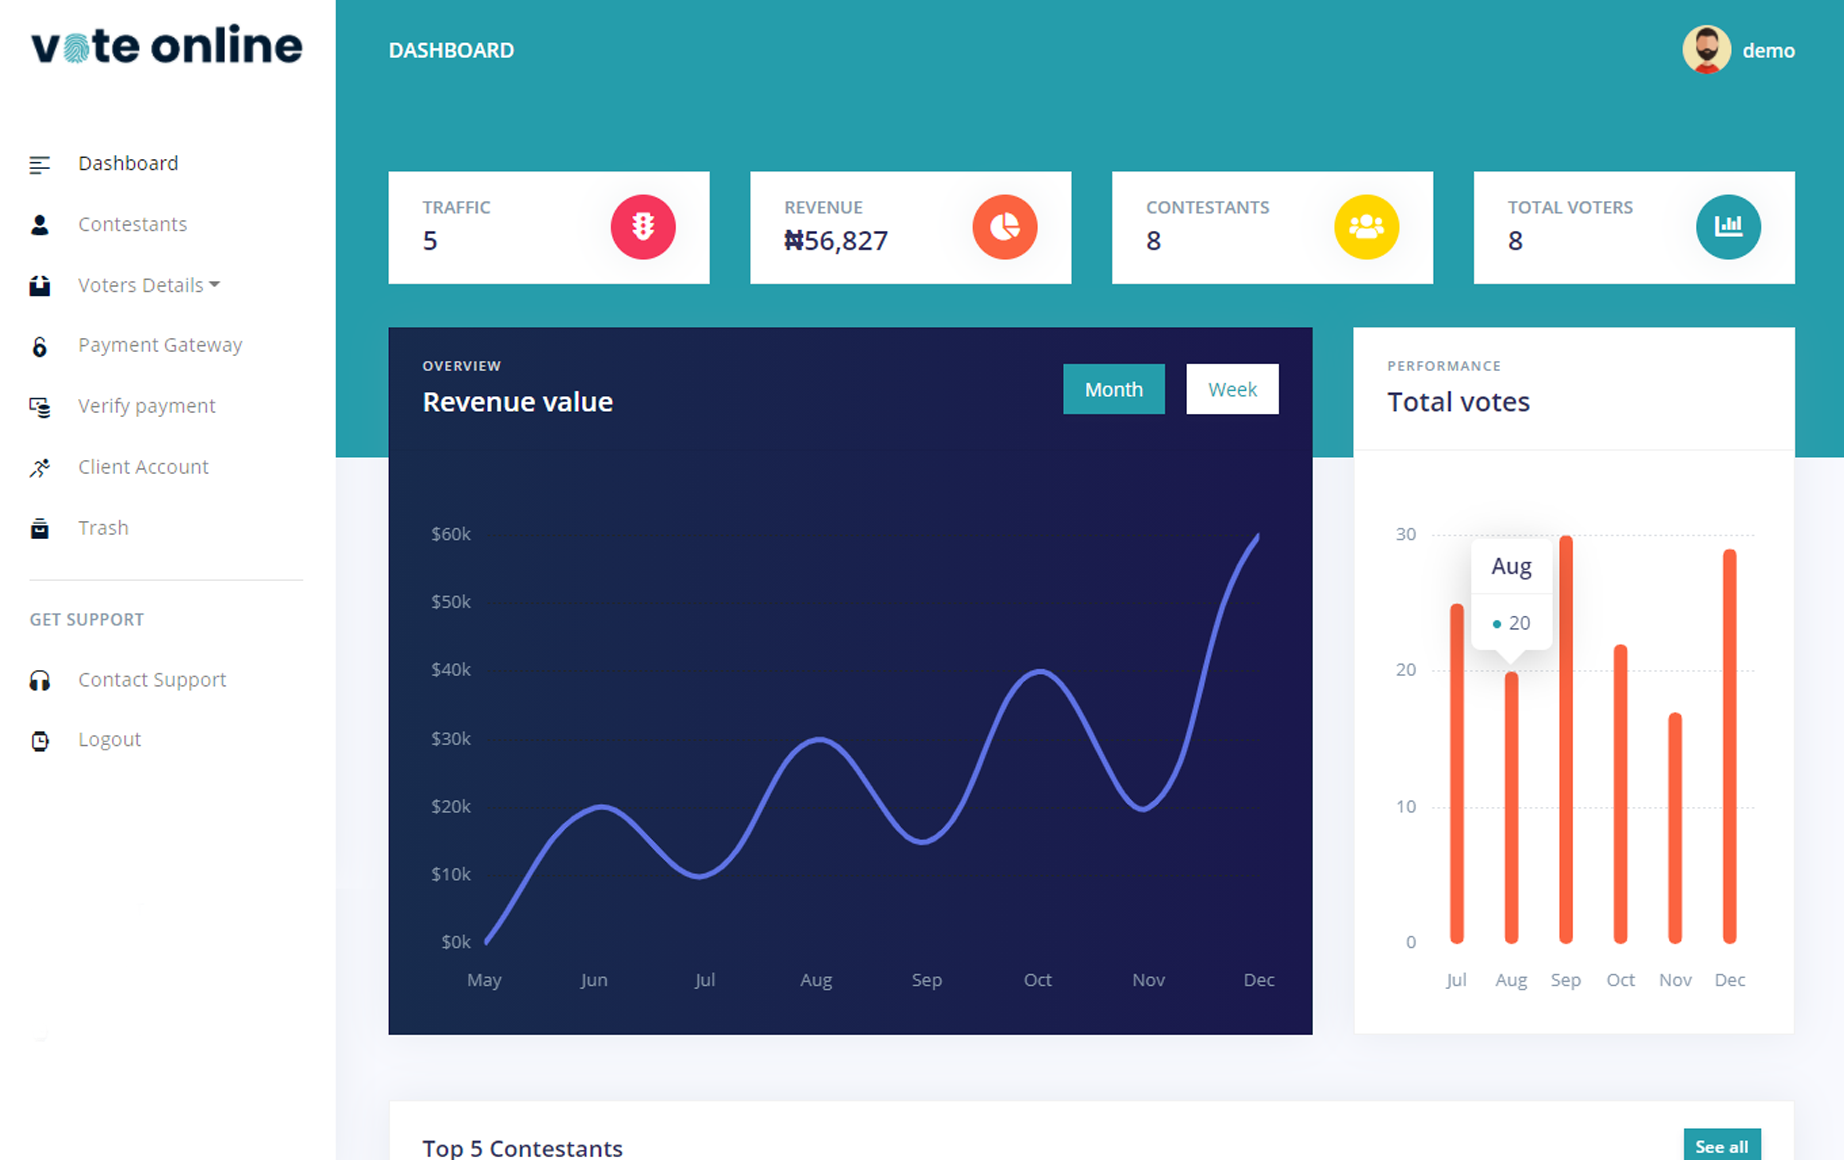 vote online
DASHBOARD
demo
Dashboard
Contestants
Voters Details
Payment Gateway
Verify payment
Client Account
Trash
GET SUPPORT
Contact Support
Logout
TRAFFIC
5
REVENUE
₦56,827
CONTESTANTS
8
TOTAL VOTERS
8
OVERVIEW
Revenue value
Month
Week
$60k
$50k
$40k
$30k
$20k
$10k
$0k
May Jun Jul Aug Sep Oct Nov Dec
PERFORMANCE
Total votes
30
20
10
0
Aug
20
Jul Aug Sep Oct Nov Dec
Top 5 Contestants
See all